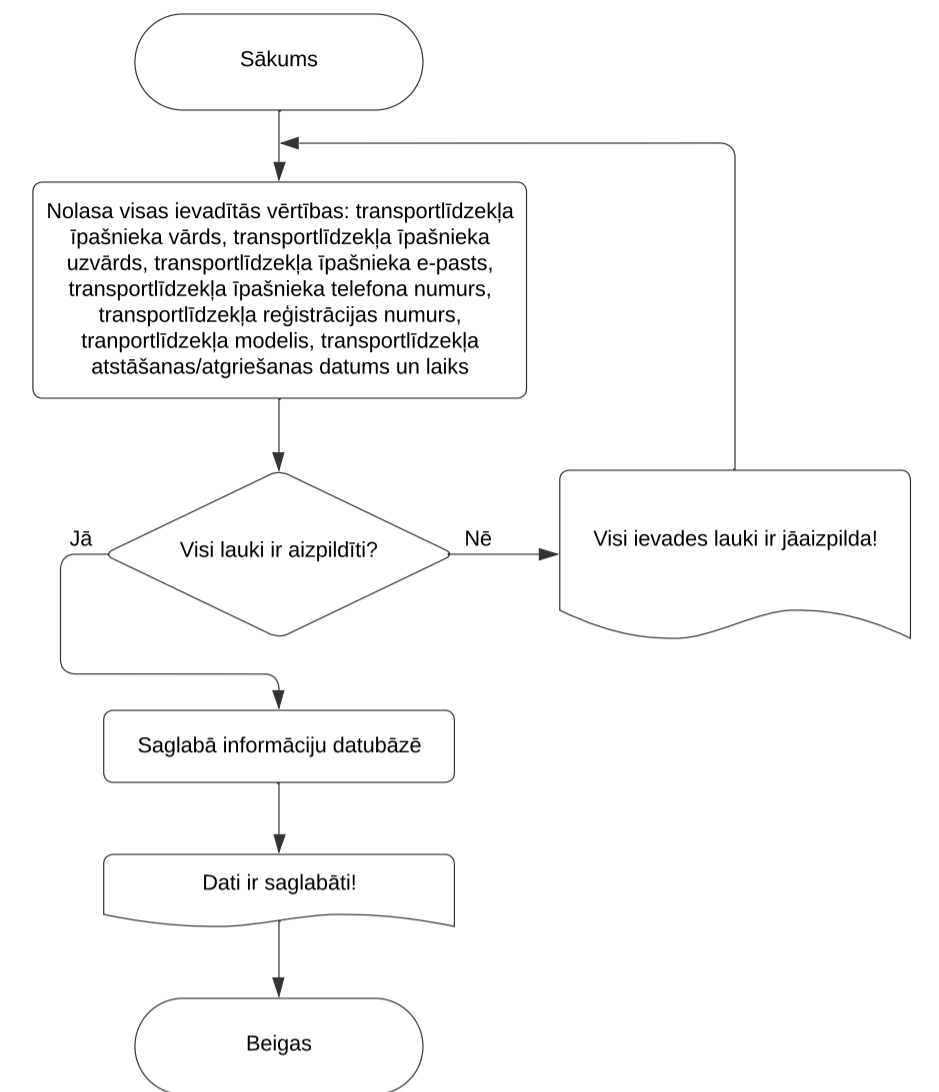 Sākums
Nolasa visas ievadītās vērtības: transportlīdzekļa
īpašnieka vārds, transportlīdzekļa īpašnieka
uzvārds, transportlīdzekļa īpašnieka e-pasts,
transportlīdzekļa īpašnieka telefona numurs,
transportlīdzekļa reģistrācijas numurs,
tranportlīdzekļa modelis, transportlīdzekļa
atstāšanas/atgriešanas datums un laiks
Visi lauki ir aizpildīti?
Jā
Nē
Visi ievades lauki ir jāaizpilda!
Saglabā informāciju datubāzē
Dati ir saglabāti!
Beigas